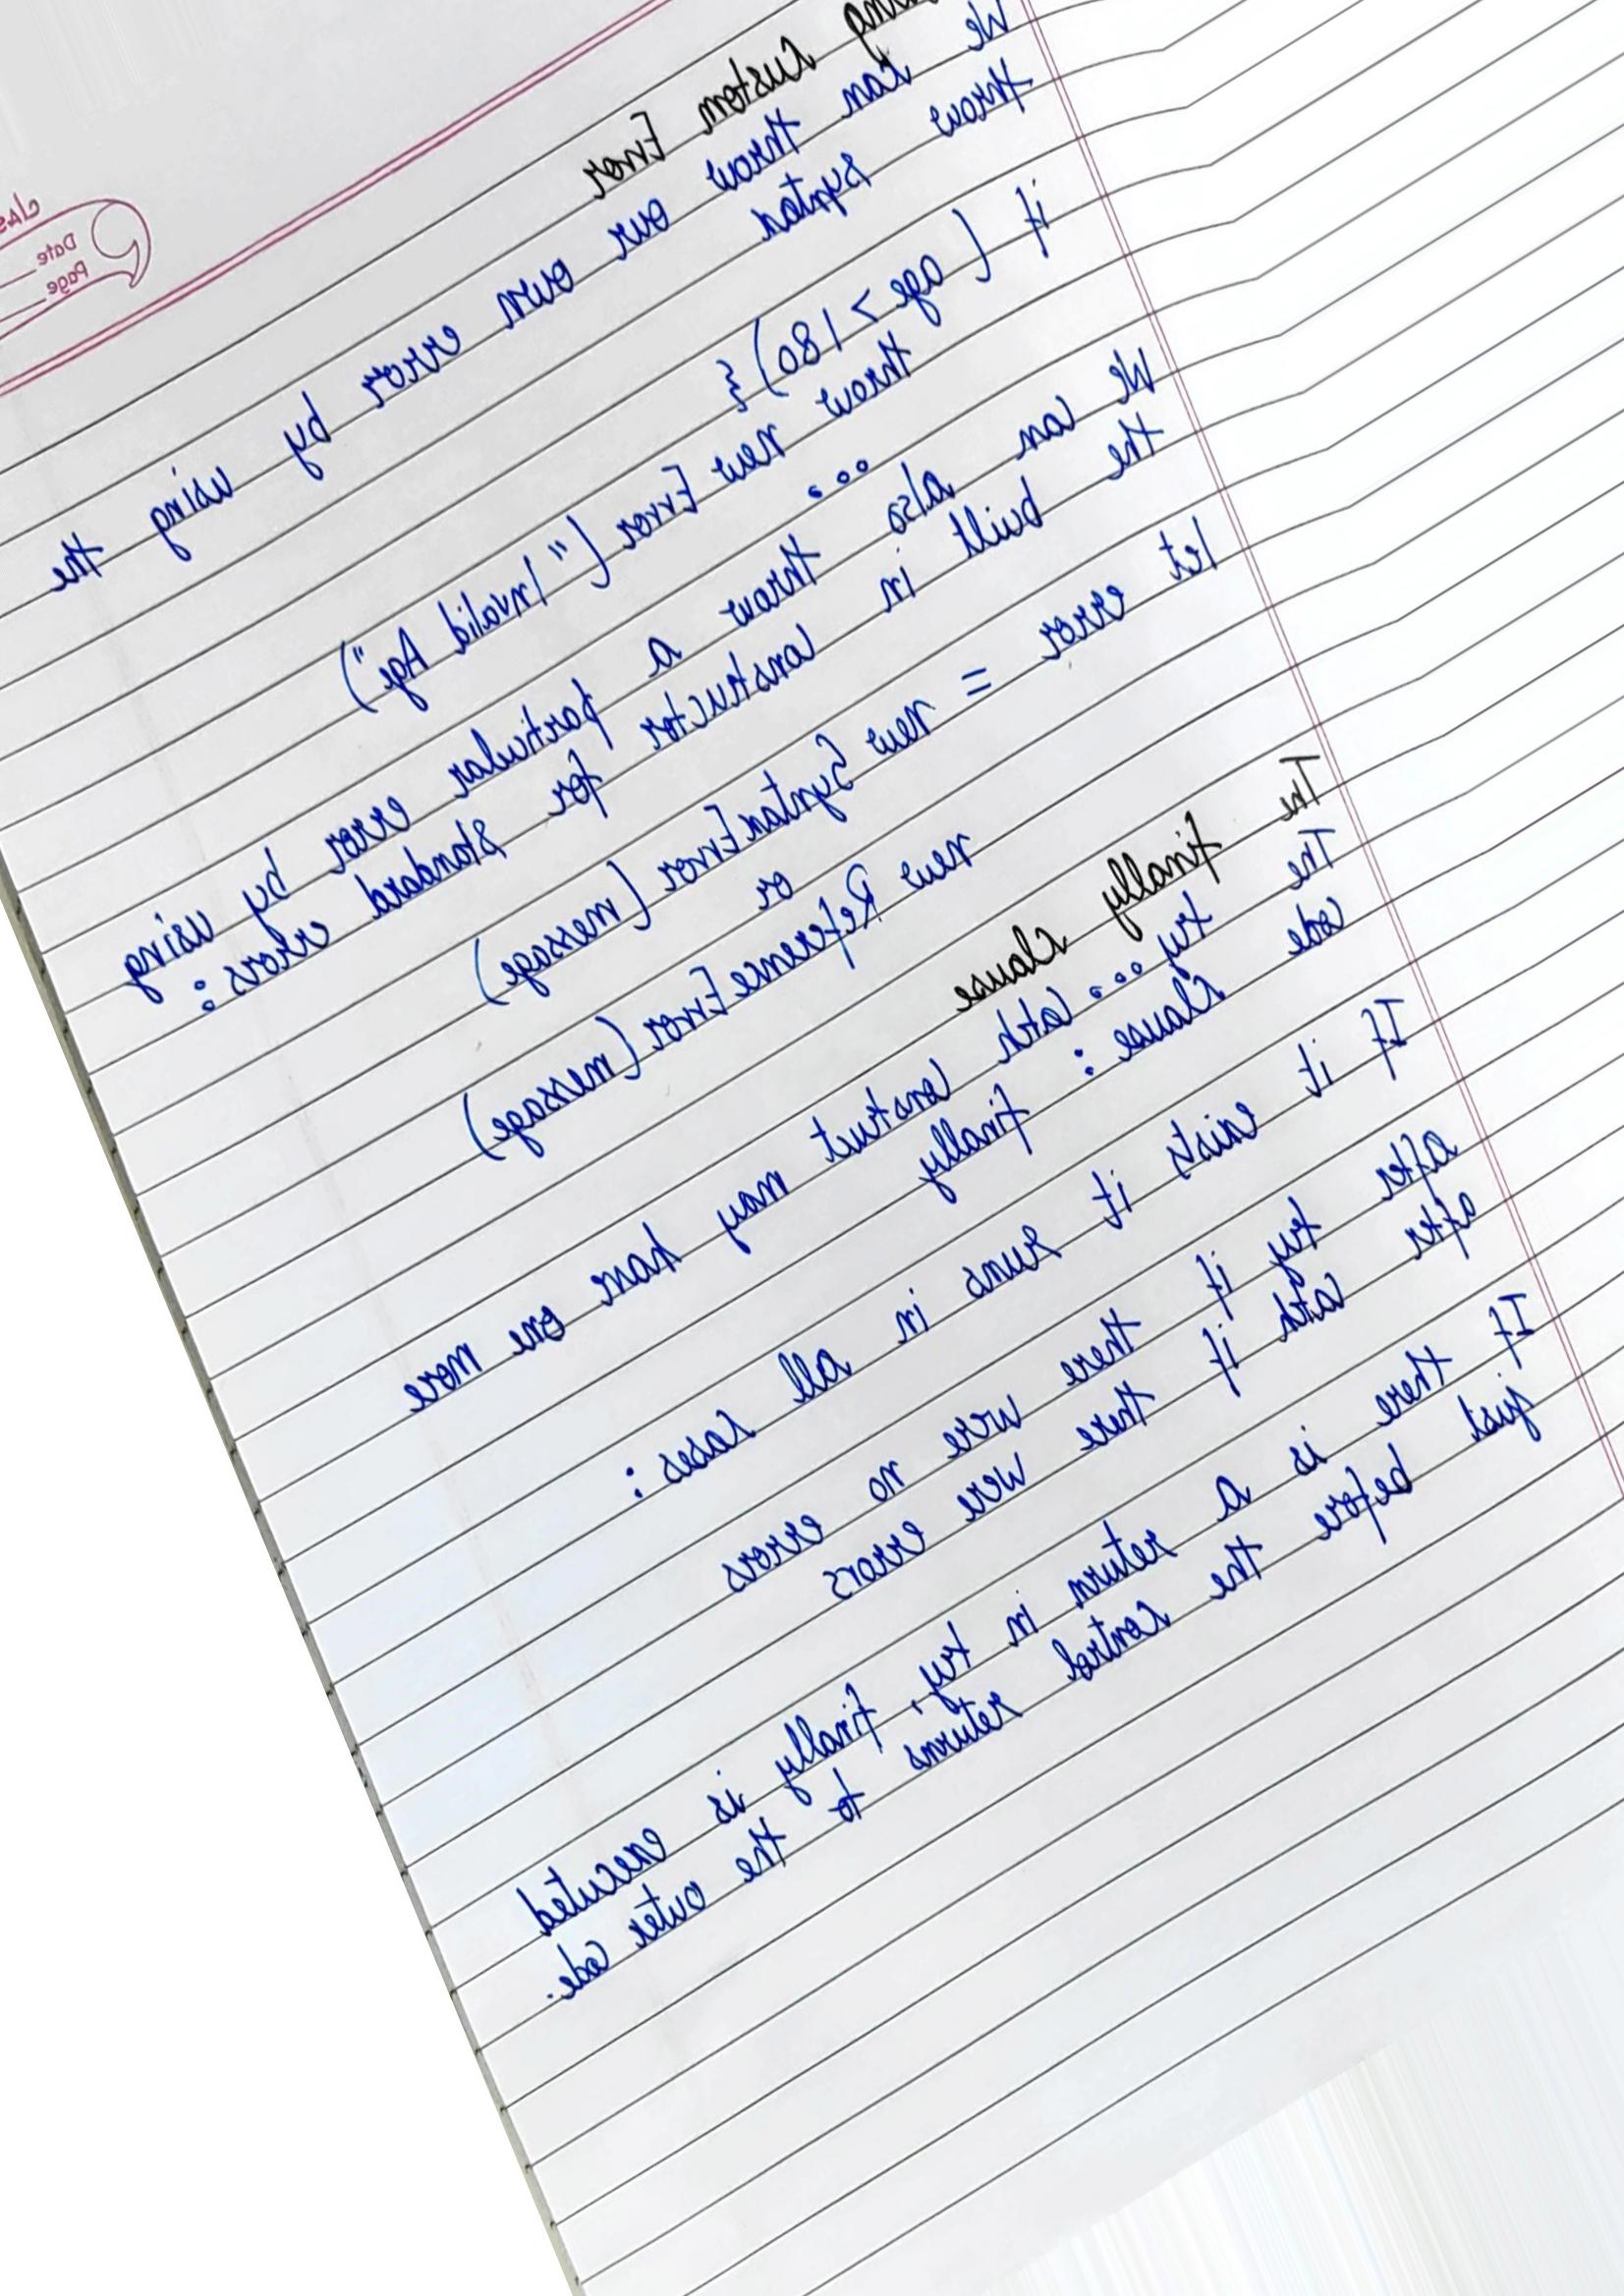 Custom Error
We can throw our own error by using the
throw syntax
if (age > 180) {
throw new Error ("Invalid Age")
...
We can also throw a particular error by using
the built in constructor for standard errors:
let error = new SyntaxError (message)
or
new ReferenceError (message)
The finally clause
The try... catch construct may have one more
code clause: finally
If it exists it runs in all cases:
after try if there were no errors
after catch if there were errors
If there is a return in try, finally is executed
just before the control returns to the outer code.
Date
Page